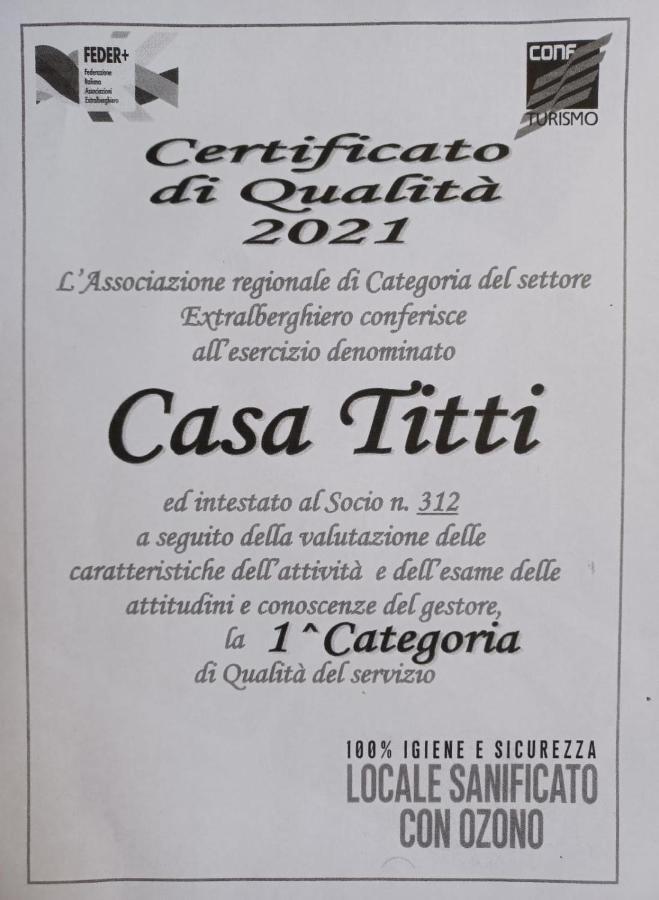 FEDER+
Federazione
Italiana
Associazioni
Extralberghiero
CONF
TURISMO
Certificato
di Qualità
2021
L'Associazione regionale di Categoria del settore
Extralberghiero conferisce
all'esercizio denominato
Casa Titti
ed intestato al Socio n. 312
a seguito della valutazione delle
caratteristiche dell'attività e dell'esame delle
attitudini e conoscenze del gestore,
la 1^Categoria
di Qualità del servizio
100% IGIENE E SICUREZZA
LOCALE SANIFICATO
CON OZONO